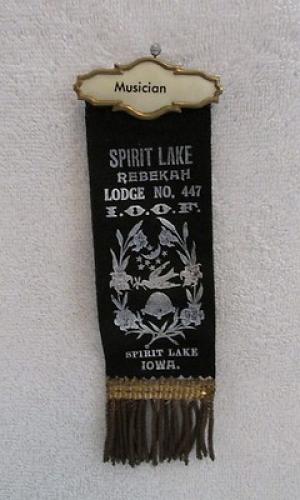 Musician
SPIRIT LAKE
REBEKAH
LODGE NO. 447
I.O.O.F.
SPIRIT LAKE
IOWA.